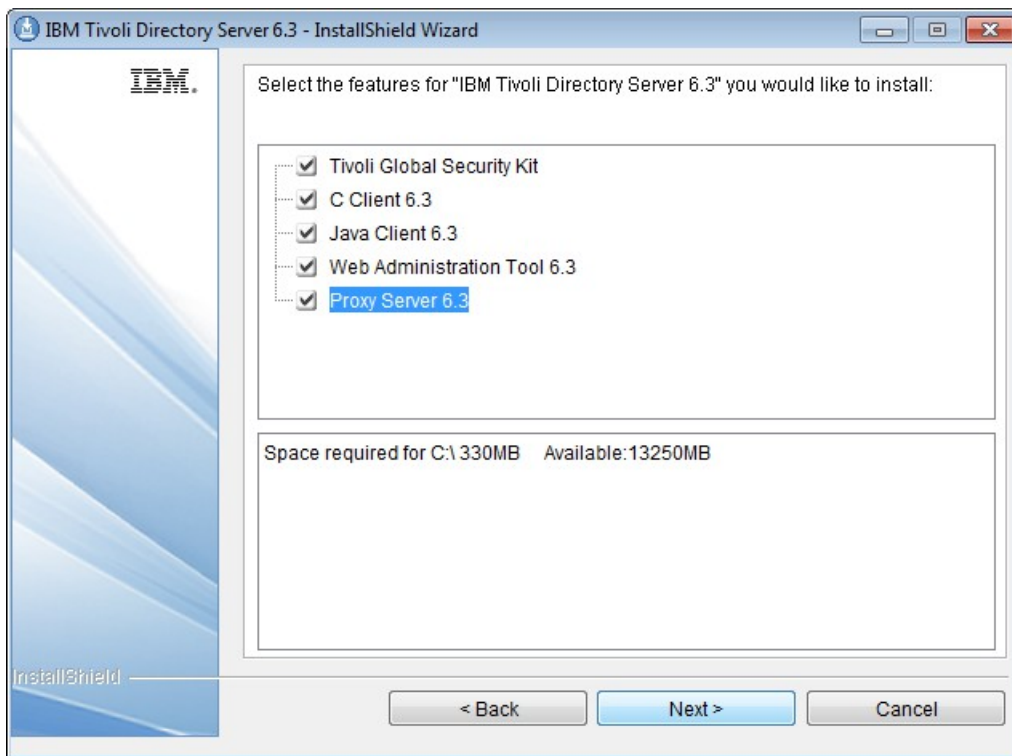 IBM Tivoli Directory Server 6.3 - InstallShield Wizard
IBM.
Select the features for "IBM Tivoli Directory Server 6.3" you would like to install:
Tivoli Global Security Kit
C Client 6.3
Java Client 6.3
Web Administration Tool 6.3
Proxy Server 6.3
Space required for C:\ 330MB Available:13250MB
InstallShield
< Back Next > Cancel